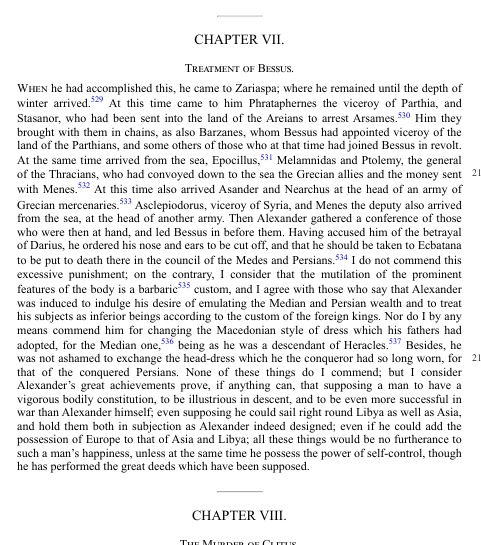 CHAPTER VII.
Treatment of Bessus.
When he had accomplished this, he came to Zariaspa; where he remained until the depth of
winter arrived.529 At this time came to him Phrataphernes the viceroy of Parthia, and
Stasanor, who had been sent into the land of the Areians to arrest Arsames.530 Him they
brought with them in chains, as also Barzanes, whom Bessus had appointed viceroy of the
land of the Parthians, and some others of those who at that time had joined Bessus in revolt.
At the same time arrived from the sea, Epocillus,531 Melamnidas and Ptolemy, the general
of the Thracians, who had convoyed down to the sea the Grecian allies and the money sent 21
with Menes.532 At this time also arrived Asander and Nearchus at the head of an army of
Grecian mercenaries.533 Asclepiodorus, viceroy of Syria, and Menes the deputy also arrived
from the sea, at the head of another army. Then Alexander gathered a conference of those
who were then at hand, and led Bessus in before them. Having accused him of the betrayal
of Darius, he ordered his nose and ears to be cut off, and that he should be taken to Ecbatana
to be put to death there in the council of the Medes and Persians.534 I do not commend this
excessive punishment; on the contrary, I consider that the mutilation of the prominent
features of the body is a barbaric535 custom, and I agree with those who say that Alexander
was induced to indulge his desire of emulating the Median and Persian wealth and to treat
his subjects as inferior beings according to the custom of the foreign kings. Nor do I by any
means commend him for changing the Macedonian style of dress which his fathers had
adopted, for the Median one,536 being as he was a descendant of Heracles.537 Besides, he
was not ashamed to exchange the head-dress which he the conqueror had so long worn, for 21
that of the conquered Persians. None of these things do I commend; but I consider
Alexander's great achievements prove, if anything can, that supposing a man to have a
vigorous bodily constitution, to be illustrious in descent, and to be even more successful in
war than Alexander himself; even supposing he could sail right round Libya as well as Asia,
and hold them both in subjection as Alexander indeed designed; even if he could add the
possession of Europe to that of Asia and Libya; all these things would be no furtherance to
such a man's happiness, unless at the same time he possess the power of self-control, though
he has performed the great deeds which have been supposed.
CHAPTER VIII.
The Murder of Clitus.